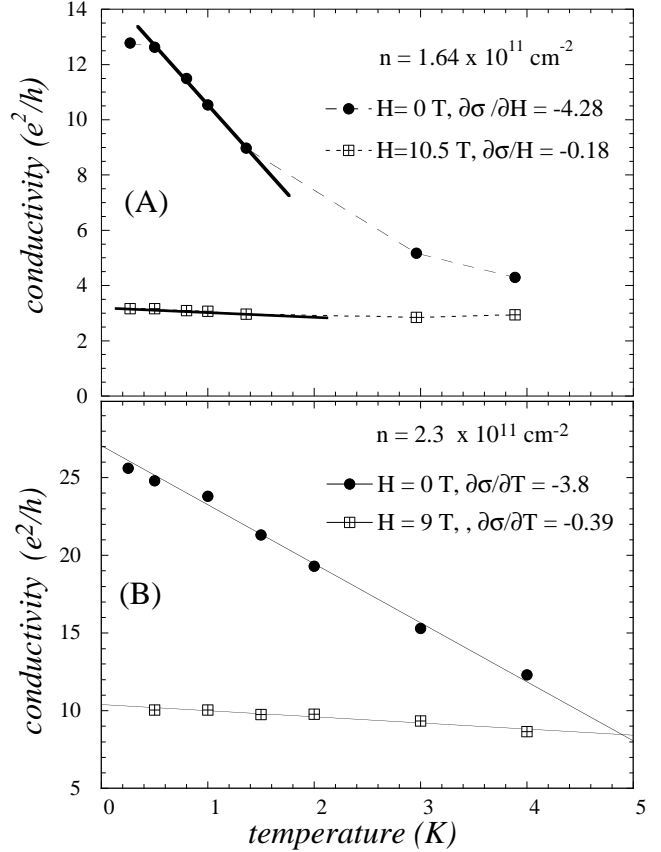 14
12
10
8
6
4
2
0
conductivity (e²/h)
n = 1.64 x 10¹¹ cm⁻²
H= 0 T, ∂σ /∂H = -4.28
H=10.5 T, ∂σ/H = -0.18
(A)
25
20
15
10
5
conductivity (e²/h)
n = 2.3 x 10¹¹ cm⁻²
H = 0 T, ∂σ/∂T = -3.8
H = 9 T, , ∂σ/∂T = -0.39
(B)
0 1 2 3 4 5
temperature (K)